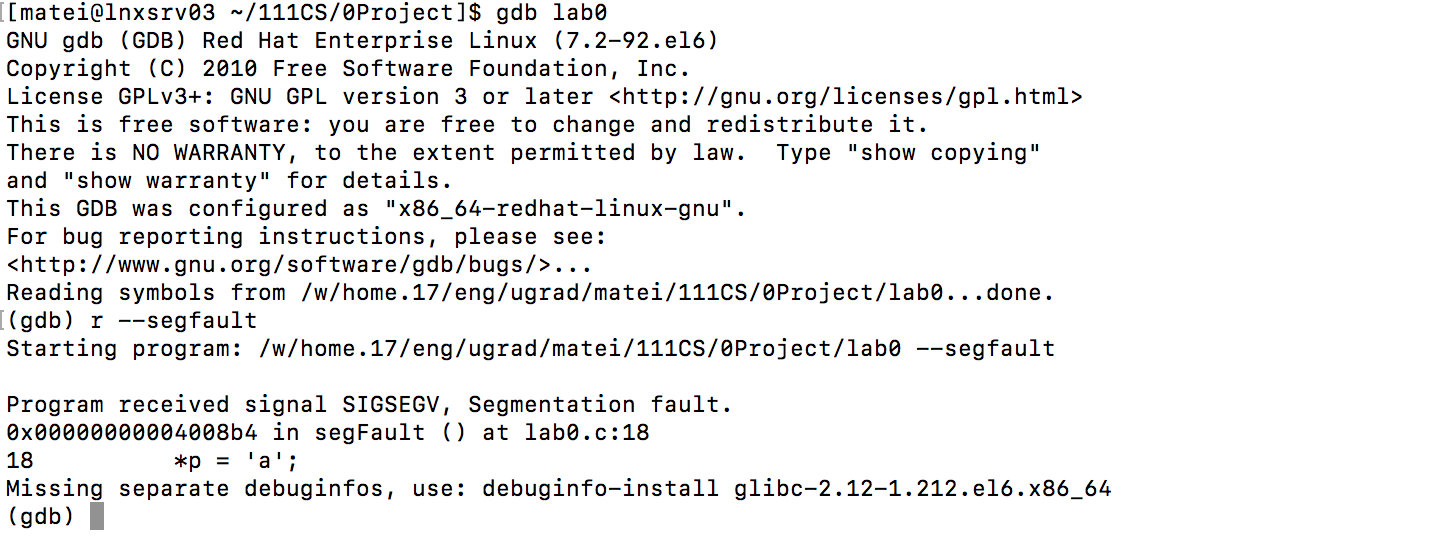 [[matei@lnxsrv03 ~/111CS/0Project]$ gdb lab0
GNU gdb (GDB) Red Hat Enterprise Linux (7.2-92.el6)
Copyright (C) 2010 Free Software Foundation, Inc.
License GPLv3+: GNU GPL version 3 or later <http://gnu.org/licenses/gpl.html>
This is free software: you are free to change and redistribute it.
There is NO WARRANTY, to the extent permitted by law.  Type "show copying"
and "show warranty" for details.
This GDB was configured as "x86_64-redhat-linux-gnu".
For bug reporting instructions, please see:
<http://www.gnu.org/software/gdb/bugs/>...
Reading symbols from /w/home.17/eng/ugrad/matei/111CS/0Project/lab0...done.
[(gdb) r --segfault
Starting program: /w/home.17/eng/ugrad/matei/111CS/0Project/lab0 --segfault

Program received signal SIGSEGV, Segmentation fault.
0x00000000004008b4 in segFault () at lab0.c:18
18	        *p = 'a';
Missing separate debuginfos, use: debuginfo-install glibc-2.12-1.212.el6.x86_64
(gdb)